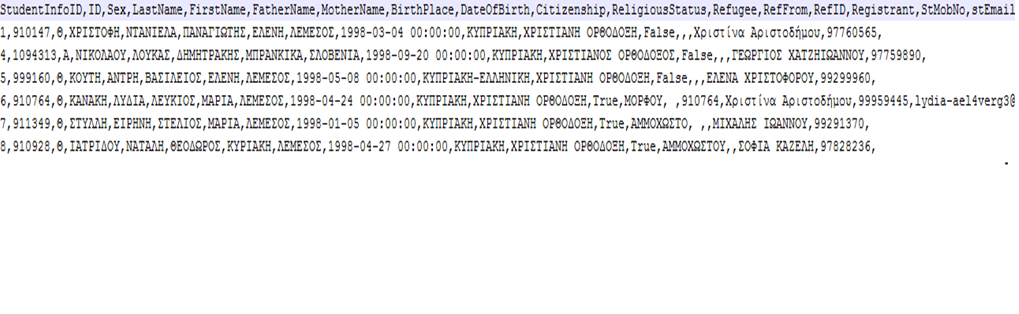 StudentInfoID,ID,Sex,LastName,FirstName,FatherName,MotherName,BirthPlace,DateOfBirth,Citizenship,ReligiousStatus,Refugee,RefFrom,RefID,Registrant,StMobNo,stEmail
1,910147,Θ,ΧΡΙΣΤΟΦΗ,ΝΤΑΝΙΕΛΑ,ΠΑΝΑΓΙΩΤΗΣ,ΕΛΕΝΗ,ΛΕΜΕΣΟΣ,1998-03-04 00:00:00,ΚΥΠΡΙΑΚΗ,ΧΡΙΣΤΙΑΝΗ ΟΡΘΟΔΟΞΗ,False,,,Χριστίνα Αριστοδήμου,97760565,
4,1094313,Α,ΝΙΚΟΛΑΟΥ,ΛΟΥΚΑΣ,ΔΗΜΗΤΡΑΚΗΣ,ΜΠΡΑΝΚΙΚΑ,ΣΛΟΒΕΝΙΑ,1998-09-20 00:00:00,ΚΥΠΡΙΑΚΗ,ΧΡΙΣΤΙΑΝΟΣ ΟΡΘΟΔΟΞΟΣ,False,,,ΓΕΩΡΓΙΟΣ ΧΑΤΖΗΙΩΑΝΝΟΥ,97759890,
5,999160,Θ,ΚΟΥΤΗ,ΑΝΤΡΗ,ΒΑΣΙΛΕΙΟΣ,ΕΛΕΝΗ,ΛΕΜΕΣΟΣ,1998-05-08 00:00:00,ΚΥΠΡΙΑΚΗ-ΕΛΛΗΝΙΚΗ,ΧΡΙΣΤΙΑΝΗ ΟΡΘΟΔΟΞΗ,False,,,ΕΛΕΝΑ ΧΡΙΣΤΟΦΟΡΟΥ,99299960,
6,910764,Θ,ΚΑΝΑΚΗ,ΛΥΔΙΑ,ΛΕΥΚΙΟΣ,ΜΑΡΙΑ,ΛΕΜΕΣΟΣ,1998-04-24 00:00:00,ΚΥΠΡΙΑΚΗ,ΧΡΙΣΤΙΑΝΗ ΟΡΘΟΔΟΞΗ,True,ΜΟΡΦΟΥ, ,910764,Χριστίνα Αριστοδήμου,99959445,lydia-ael4verg3@
7,911349,Θ,ΣΤΥΛΛΗ,ΕΙΡΗΝΗ,ΣΤΕΛΙΟΣ,ΜΑΡΙΑ,ΛΕΜΕΣΟΣ,1998-01-05 00:00:00,ΚΥΠΡΙΑΚΗ,ΧΡΙΣΤΙΑΝΗ ΟΡΘΟΔΟΞΗ,True,ΑΜΜΟΧΩΣΤΟ, ,,ΜΙΧΑΛΗΣ ΙΩΑΝΝΟΥ,99291370,
8,910928,Θ,ΙΑΤΡΙΔΟΥ,ΝΑΤΑΛΗ,ΘΕΟΔΩΡΟΣ,ΚΥΡΙΑΚΗ,ΛΕΜΕΣΟΣ,1998-04-27 00:00:00,ΚΥΠΡΙΑΚΗ,ΧΡΙΣΤΙΑΝΗ ΟΡΘΟΔΟΞΗ,True,ΑΜΜΟΧΩΣΤΟΥ,,ΣΟΦΙΑ ΚΑΖΕΛΗ,97828236,